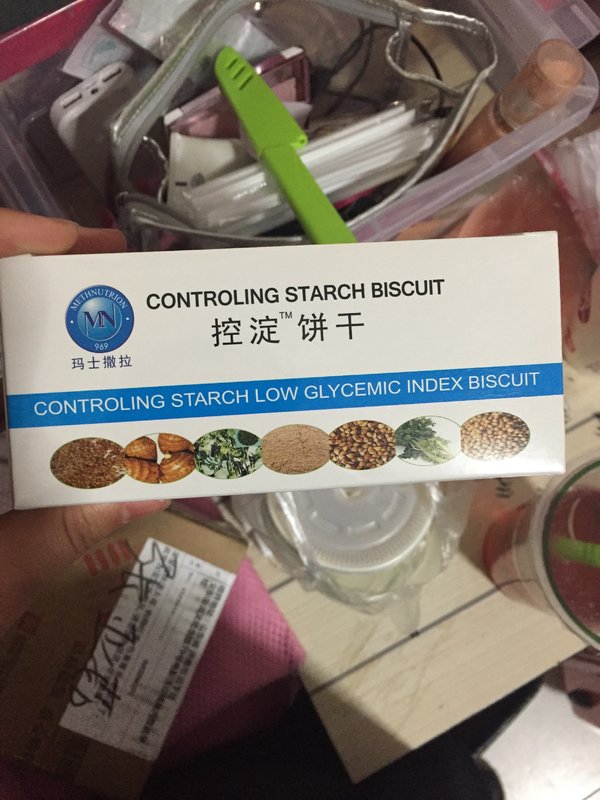 METHNUTRION
MN
969
玛士撒拉
CONTROLING STARCH BISCUIT
控淀™饼干
CONTROLING STARCH LOW GLYCEMIC INDEX BISCUIT